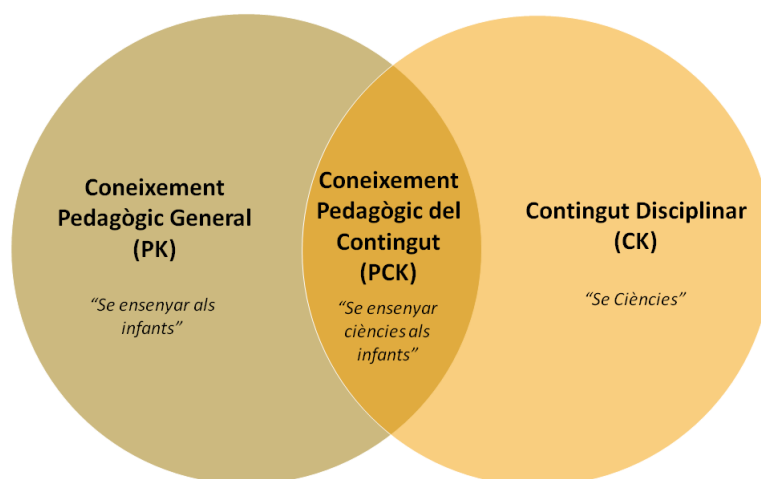 Coneixement
Pedagògic General
(PK)
“Se ensenyar als
infants”
Coneixement
Pedagògic del
Contingut
(PCK)
“Se ensenyar
ciències als
infants”
Contingut Disciplinar
(CK)
“Se Ciències”